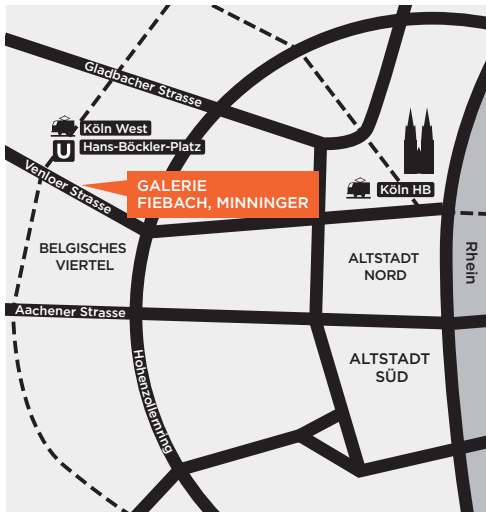 Gladbacher Strasse
Köln West
U
Hans-Böckler-Platz
Venloer Strasse
GALERIE
FIEBACH, MINNINGER
Köln HB
BELGISCHES
VIERTEL
ALTSTADT
NORD
Rhein
Aachener Strasse
Hohenzollernring
ALTSTADT
SÜD